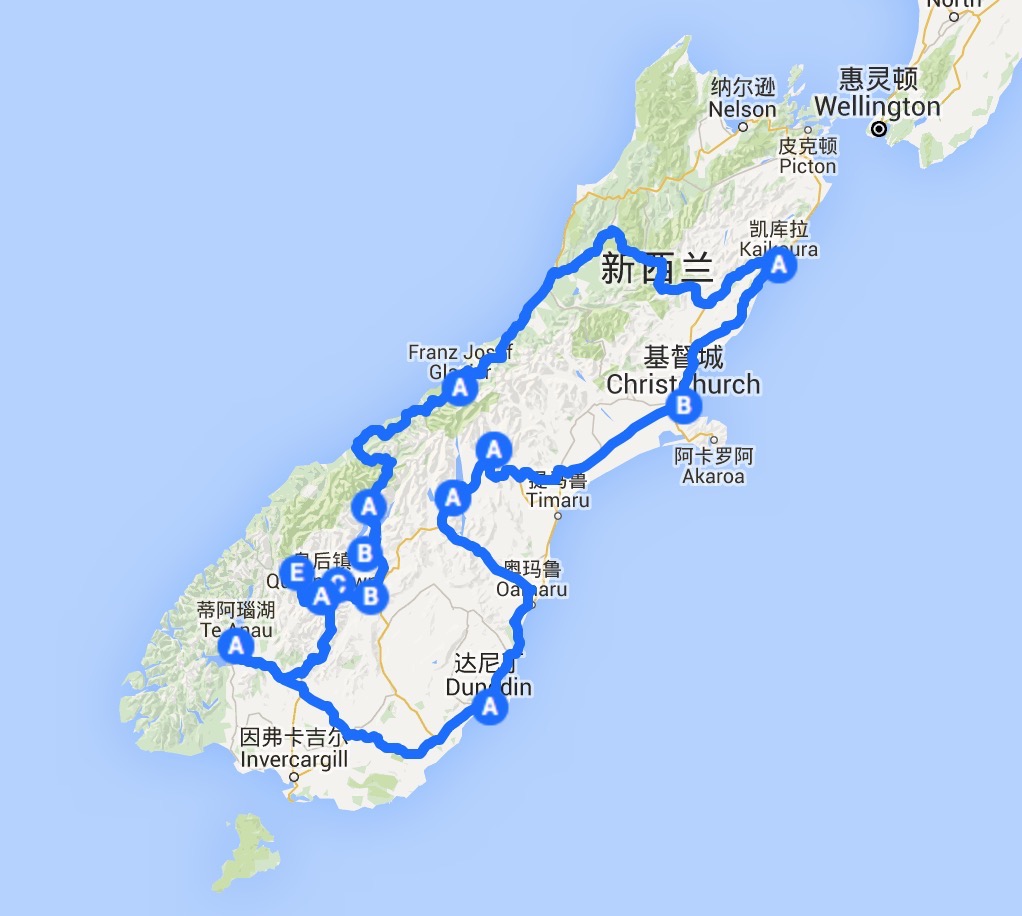 North
纳尔逊
Nelson
惠灵顿
Wellington
皮克顿
Picton
凯库拉
Kaikoura
A
新西兰
Franz Josef
Glacier
A
基督城
Christchurch
B
阿卡罗阿
Akaroa
A
A
提马鲁
Timaru
A
B
皇后镇
E
C
A
B
奥玛鲁
Oamaru
蒂阿瑙湖
Te Anau
A
达尼丁
Dunedin
A
因弗卡吉尔
Invercargill